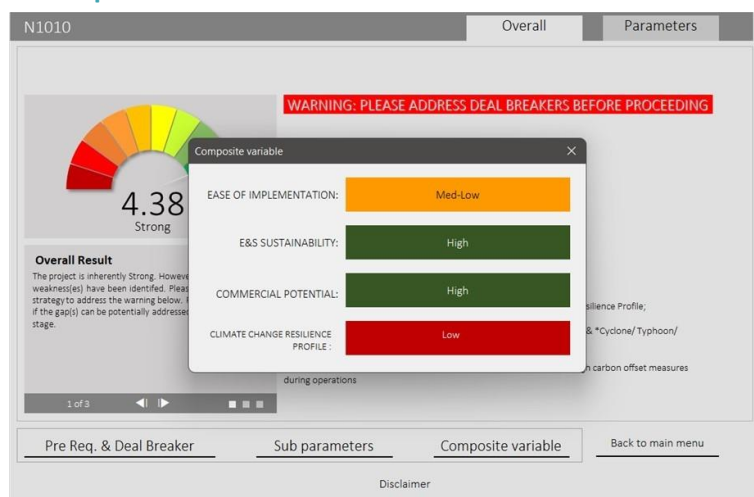 N1010
Overall
Parameters
WARNING: PLEASE ADDRESS DEAL BREAKERS BEFORE PROCEEDING
4.38
Strong
Composite variable
EASE OF IMPLEMENTATION:
Med-Low
E&S SUSTAINABILITY:
High
COMMERCIAL POTENTIAL:
High
CLIMATE CHANGE RESILIENCE
PROFILE :
Low
Overall Result
The project is inherently Strong.
weakness(es) have been identifed.
strategy to address the warning below.
if the gap(s) can be potentially
stage.
Profile;
& *Cyclone/ Typhoon/
carbon offset measures
during operations
1 of 3
Pre Req. & Deal Breaker
Sub parameters
Composite variable
Back to main menu
Disclaimer